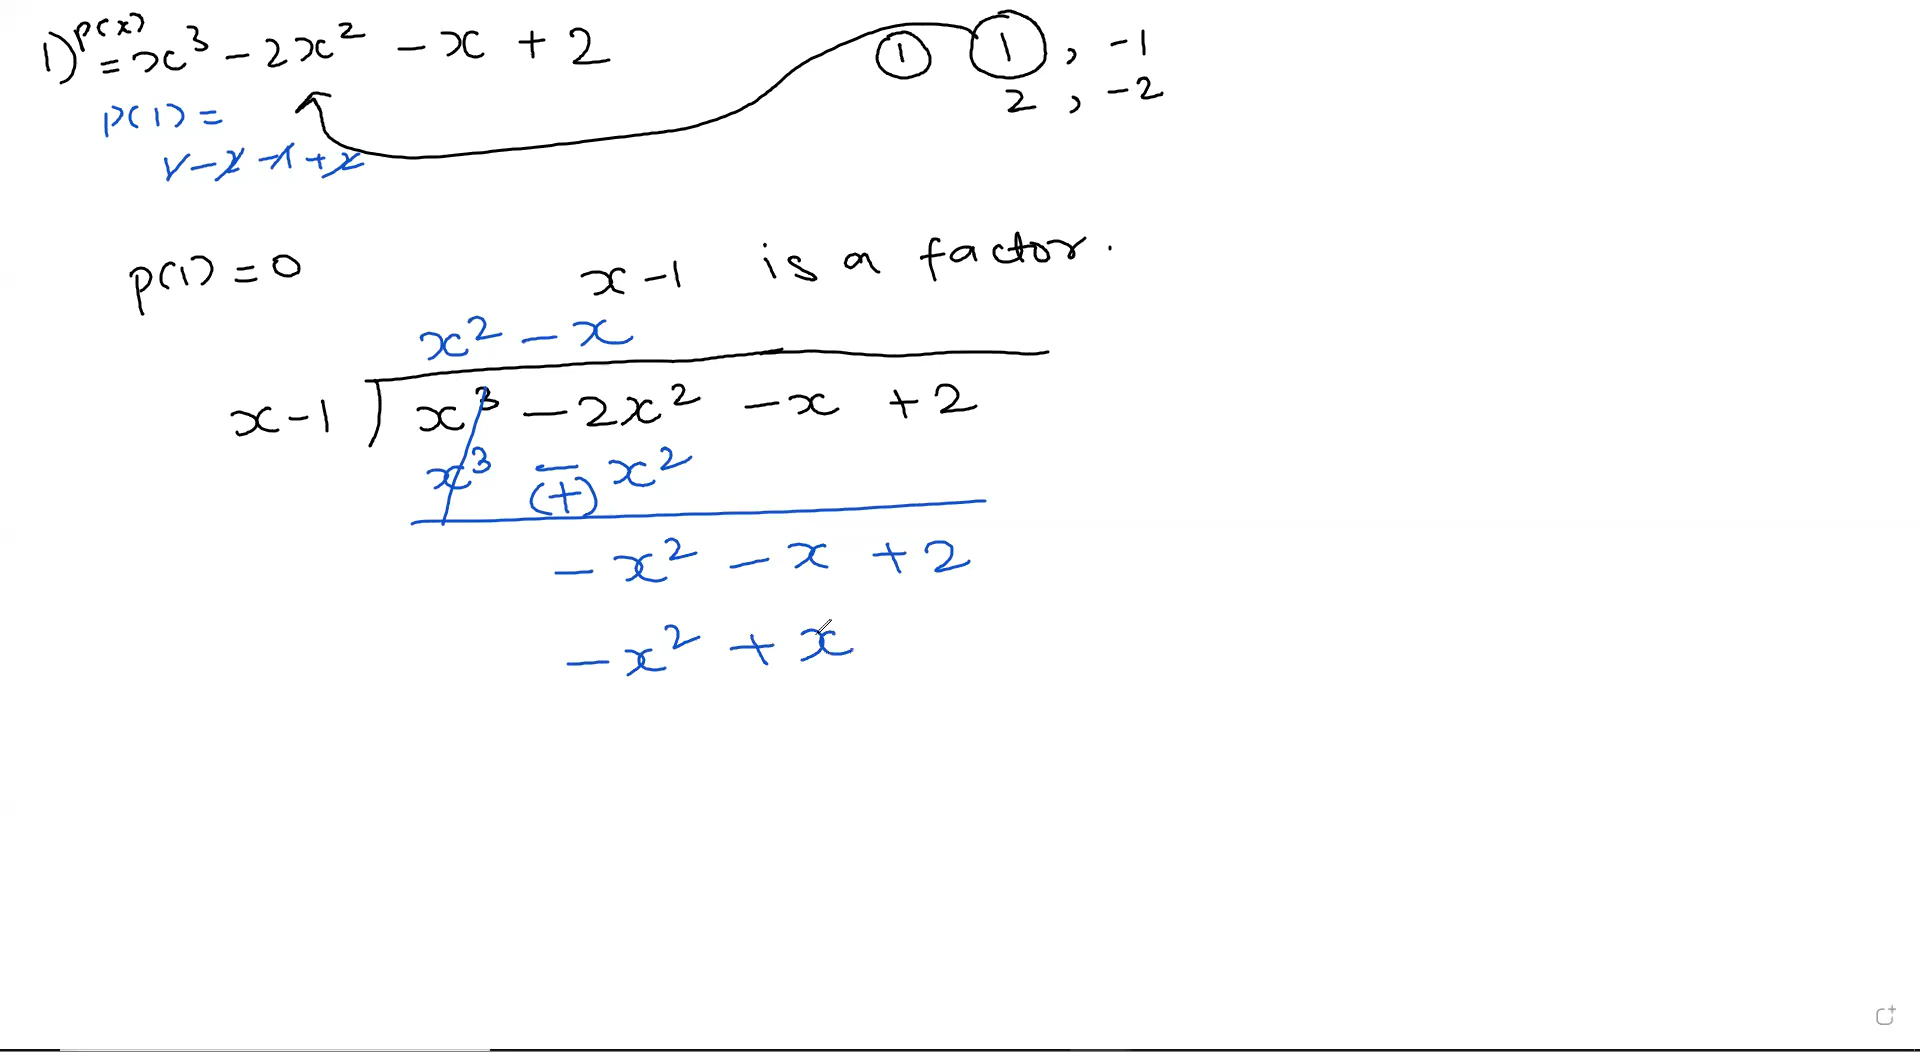 1) p(x)
= x³ - 2x² - x + 2
① ① , -1
2 , -2
p(1) =
1 - 2 - 1 + 2
p(1) = 0
x - 1 is a factor.
x² - x
x - 1 ) x³ - 2x² - x + 2
x³ - x²
(+)
- x² - x + 2
- x² + x